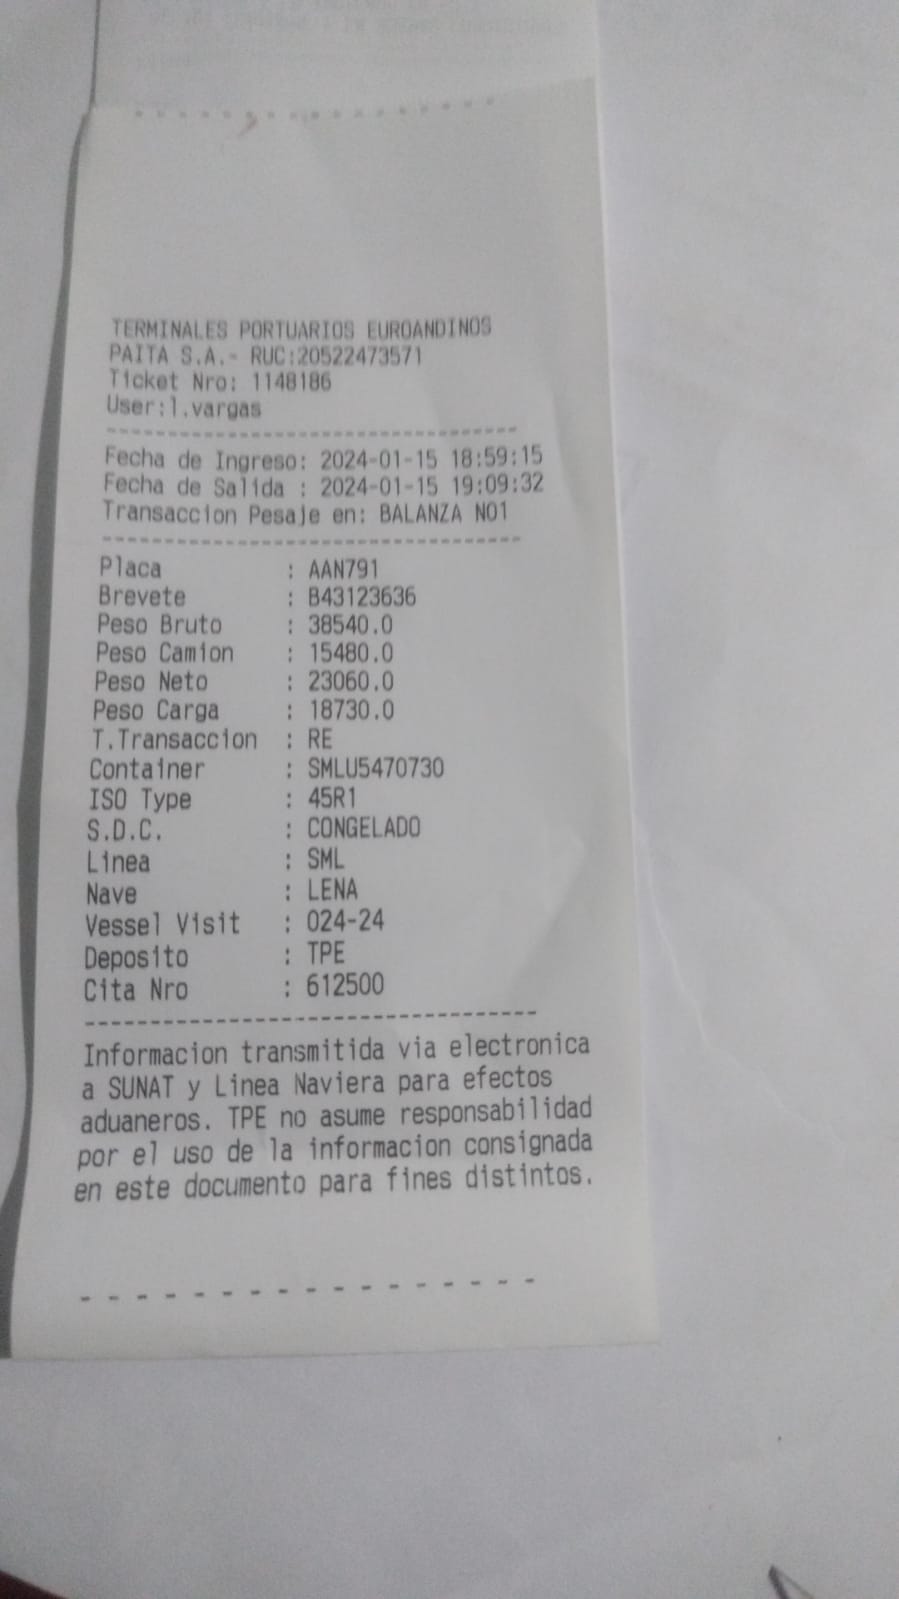 TERMINALES PORTUARIOS EUROANDINOS
PAITA S.A.- RUC:20522473571
Ticket Nro: 1148186
User:l.vargas
---------------------------------
Fecha de Ingreso: 2024-01-15 18:59:15
Fecha de Salida : 2024-01-15 19:09:32
Transaccion Pesaje en: BALANZA NO1
---------------------------------
Placa : AAN791
Brevete : B43123636
Peso Bruto : 38540.0
Peso Camion : 15480.0
Peso Neto : 23060.0
Peso Carga : 18730.0
T.Transaccion : RE
Container : SMLU5470730
ISO Type : 45R1
S.D.C. : CONGELADO
Linea : SML
Nave : LENA
Vessel Visit : 024-24
Deposito : TPE
Cita Nro : 612500
---------------------------------
Informacion transmitida via electronica
a SUNAT y Linea Naviera para efectos
aduaneros. TPE no asume responsabilidad
por el uso de la informacion consignada
en este documento para fines distintos.
- - - - - - - - - - - - - - - - -